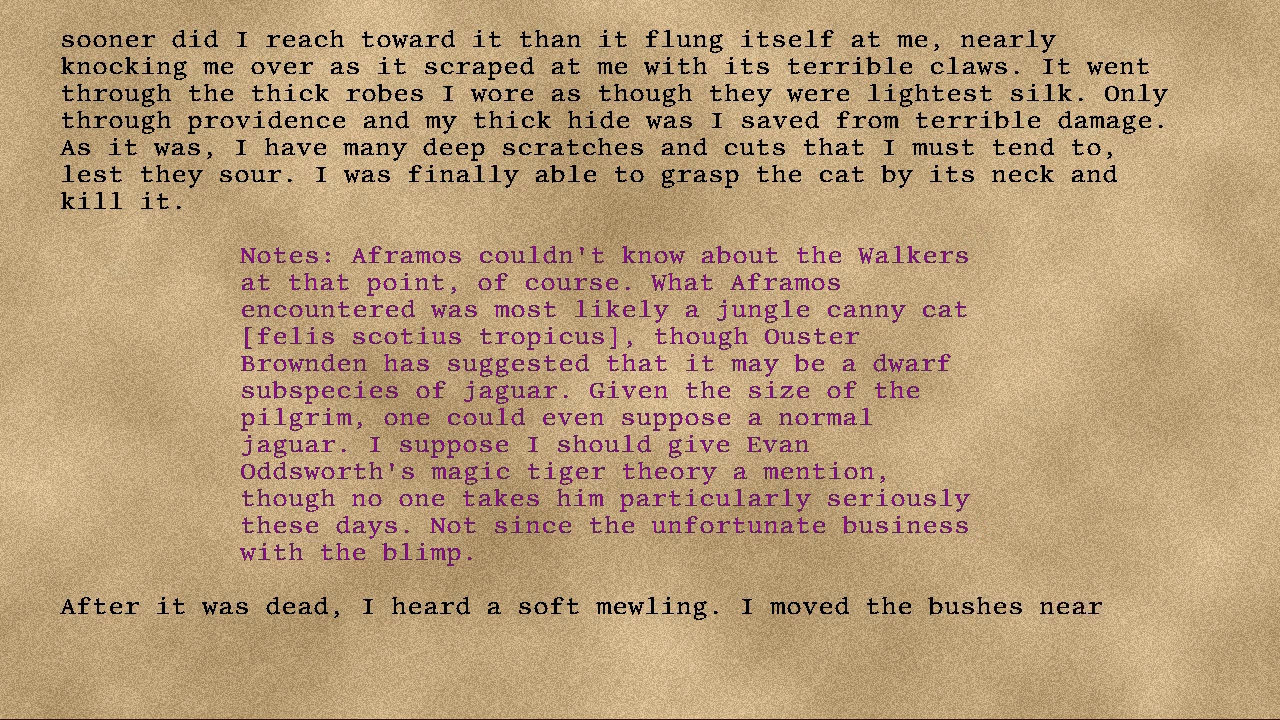 sooner did I reach toward it than it flung itself at me, nearly
knocking me over as it scraped at me with its terrible claws. It went
through the thick robes I wore as though they were lightest silk. Only
through providence and my thick hide was I saved from terrible damage.
As it was, I have many deep scratches and cuts that I must tend to,
lest they sour. I was finally able to grasp the cat by its neck and
kill it.
Notes: Aframos couldn't know about the Walkers
at that point, of course. What Aframos
encountered was most likely a jungle canny cat
[felis scotius tropicus], though Ouster
Brownden has suggested that it may be a dwarf
subspecies of jaguar. Given the size of the
pilgrim, one could even suppose a normal
jaguar. I suppose I should give Evan
Oddsworth's magic tiger theory a mention,
though no one takes him particularly seriously
these days. Not since the unfortunate business
with the blimp.
After it was dead, I heard a soft mewling. I moved the bushes near